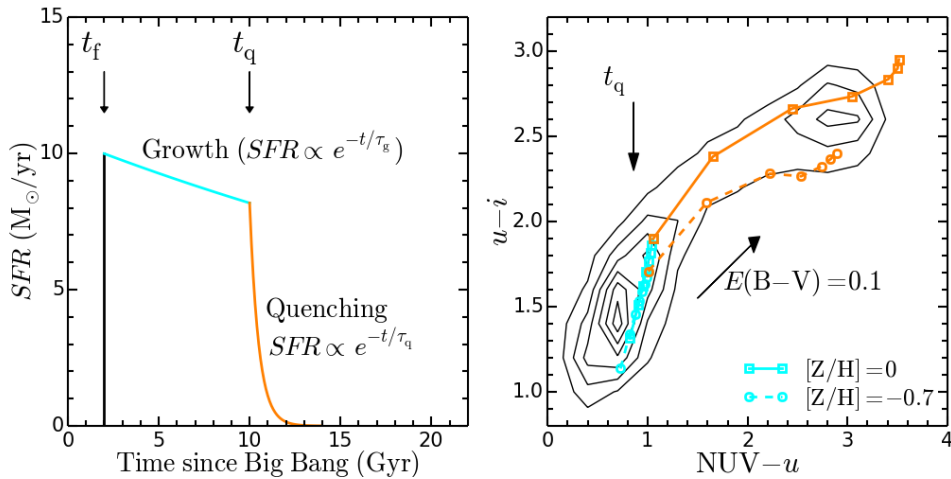 15
10
5
0
0
5
10
15
20
SFR (M⊙/yr)
Time since Big Bang (Gyr)
t_f
t_q
Growth (SFR ∝ e^{-t/τ_g})
Quenching
SFR ∝ e^{-t/τ_q}
3.0
2.5
2.0
1.5
1.0
0
1
2
3
4
u−i
NUV−u
t_q
E(B−V)=0.1
[Z/H]=0
[Z/H]=−0.7